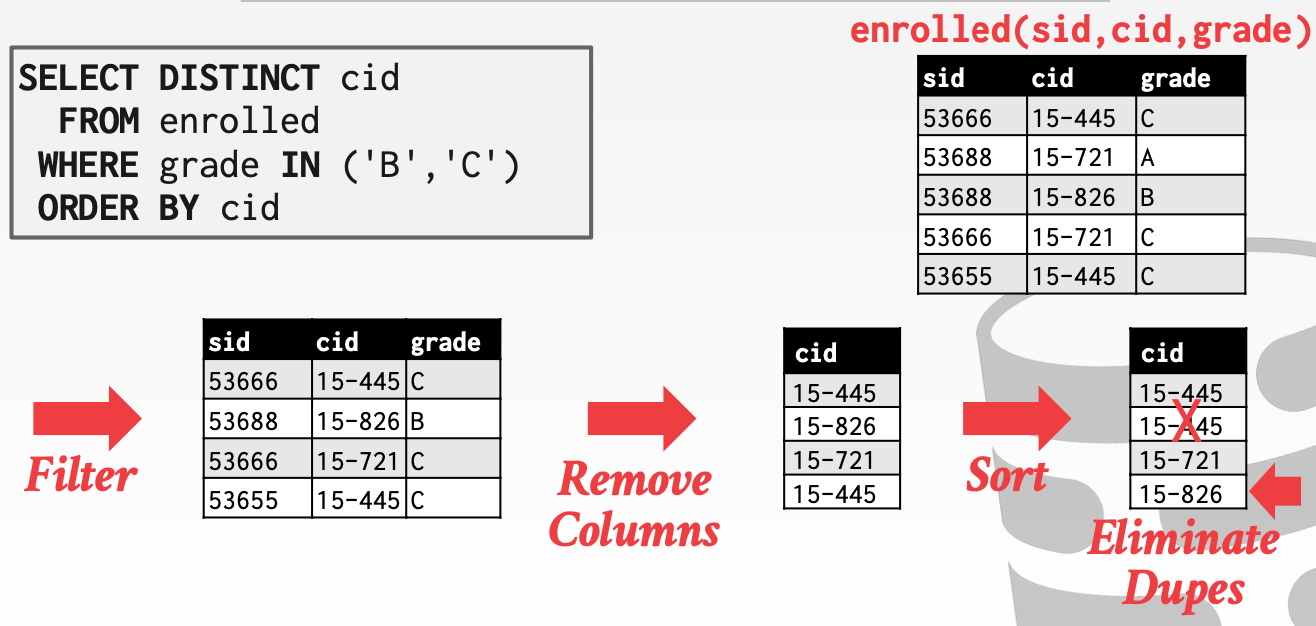 enrolled(sid,cid,grade)
SELECT DISTINCT cid
FROM enrolled
WHERE grade IN ('B','C')
ORDER BY cid
sid cid grade
53666 15-445 C
53688 15-721 A
53688 15-826 B
53666 15-721 C
53655 15-445 C
Filter
sid cid grade
53666 15-445 C
53688 15-826 B
53666 15-721 C
53655 15-445 C
Remove
Columns
cid
15-445
15-826
15-721
15-445
Sort
cid
15-445
15-445
15-721
15-826
X
Eliminate
Dupes